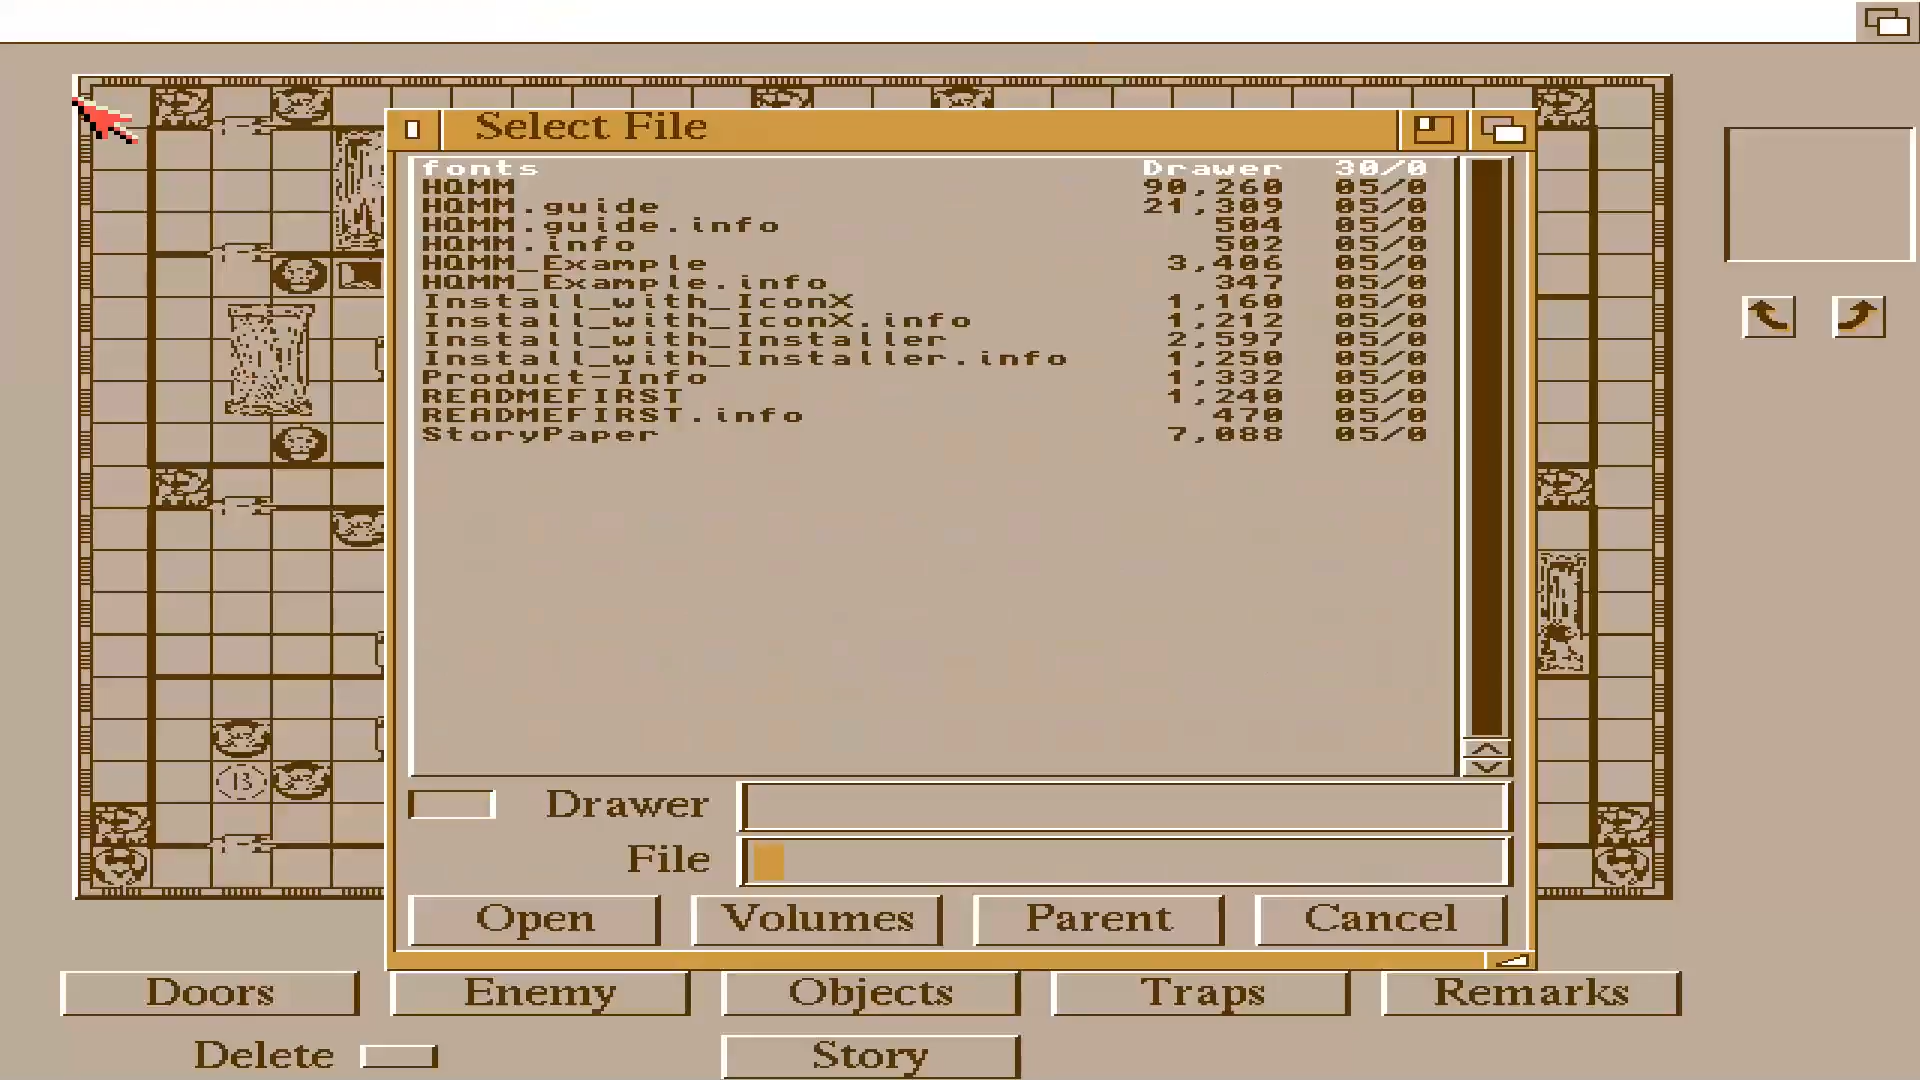 Select File
fonts Drawer 30/0
HQMM 90,260 05/0
HQMM.guide 21,309 05/0
HQMM.guide.info 504 05/0
HQMM.info 502 05/0
HQMM_Example 3,406 05/0
HQMM_Example.info 347 05/0
Install_with_IconX 1,160 05/0
Install_with_IconX.info 1,212 05/0
Install_with_Installer 2,597 05/0
Install_with_Installer.info 1,250 05/0
Product-Info 1,332 05/0
READMEFIRST 1,240 05/0
READMEFIRST.info 470 05/0
StoryPaper 7,088 05/0
13
Drawer
File
Open Volumes Parent Cancel
Doors Enemy Objects Traps Remarks
Delete Story